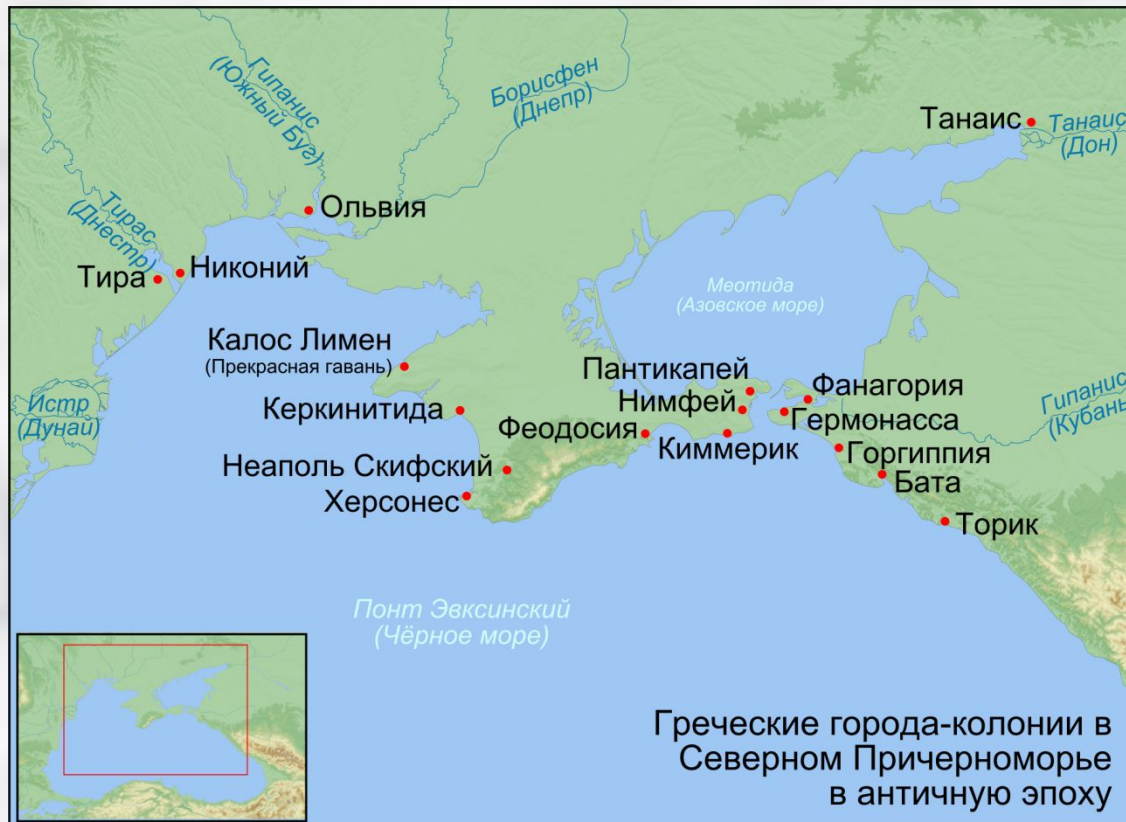 Гипанис
(Южный Буг)
Борисфен
(Днепр)
Танаис
Танаис
(Дон)
Ольвия
Тирас
(Днестр)
Тира
Никоний
Меотида
(Азовское море)
Калос Лимен
(Прекрасная гавань)
Пантикапей
Фанагория
Истр
(Дунай)
Керкинитида
Нимфей
Гермонасса
Гипанис
(Кубань)
Феодосия
Киммерик
Горгиппия
Неаполь Скифский
Бата
Херсонес
Торик
Понт Эвксинский
(Чёрное море)
Греческие города-колонии в
Северном Причерноморье
в античную эпоху